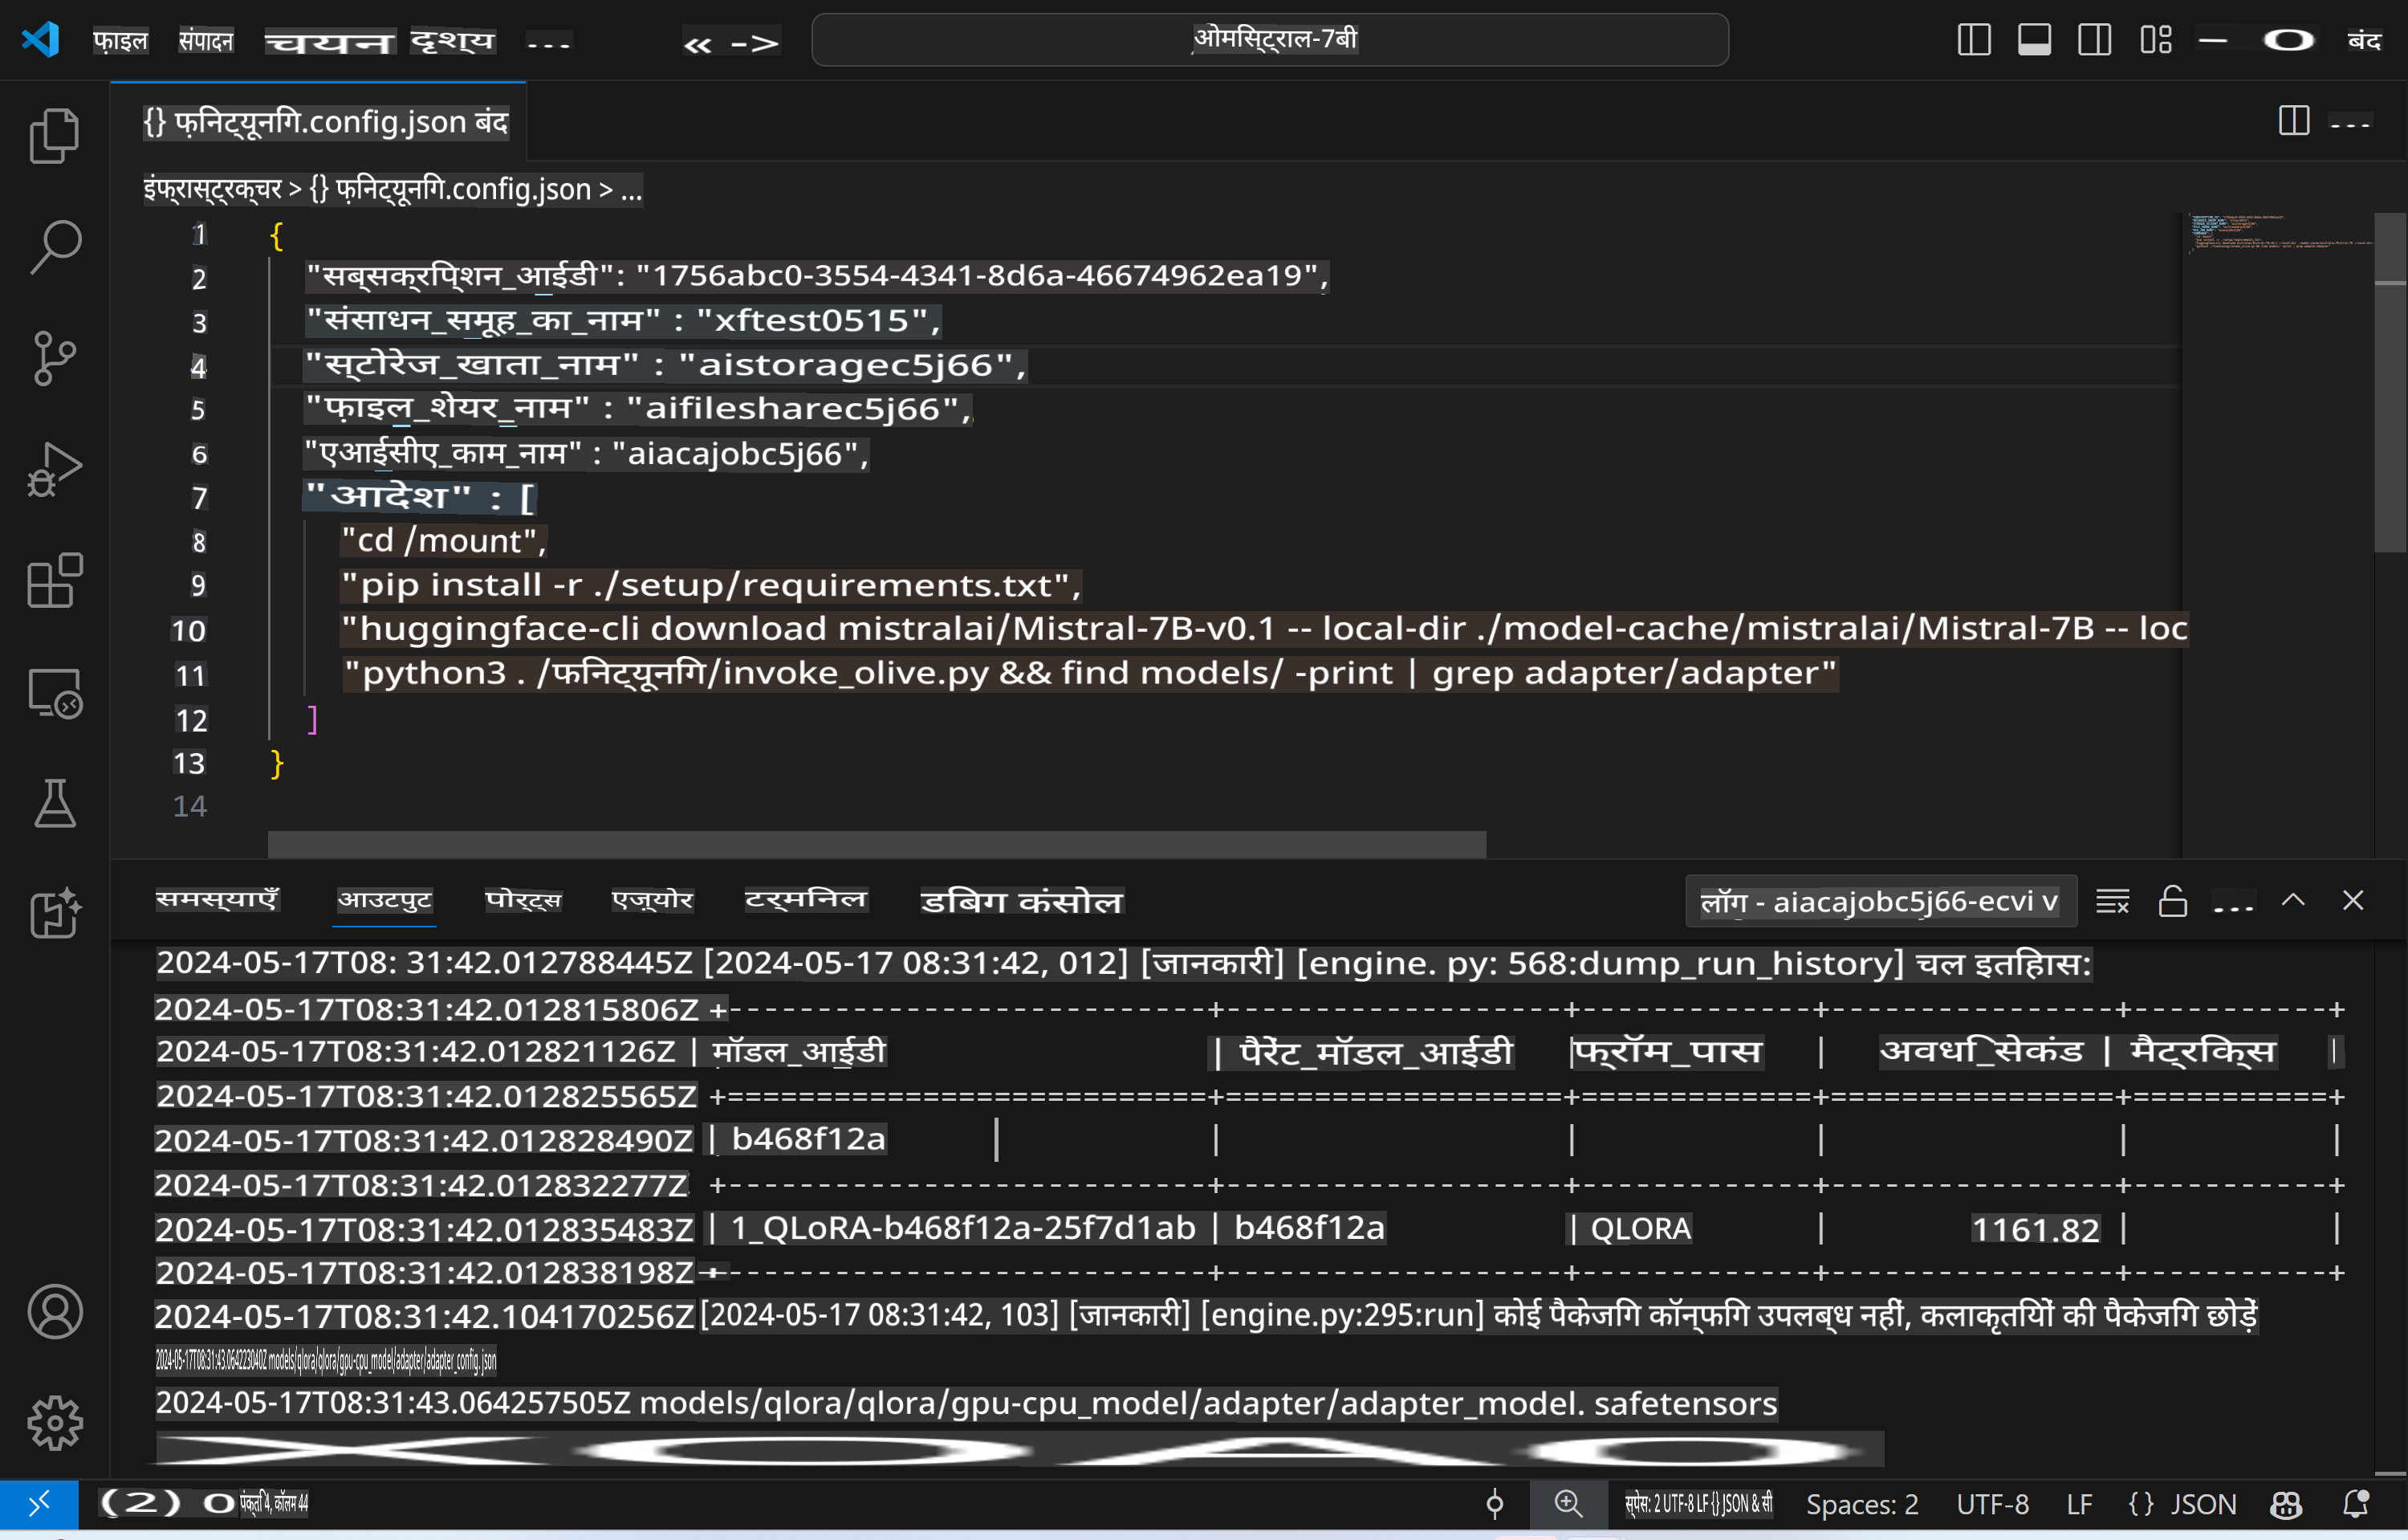 फ़ाइल संपादन चयन दृश्य ... « -> ओमिस्ट्राल-7बी — O बंद
{} फ़िनट्यूनिंग.config.json बंद ...
इंफ्रास्ट्रक्चर > {} फ़िनट्यूनिंग.config.json > ...
1 {
2 "सब्सक्रिप्शन_आईडी": "1756abc0-3554-4341-8d6a-46674962ea19",
3 "संसाधन_समूह_का_नाम" : "xftest0515",
4 "स्टोरेज_खाता_नाम" : "aistoragec5j66",
5 "फ़ाइल_शेयर_नाम" : "aifilesharec5j66",
6 "एआईसीए_काम_नाम" : "aiacajobc5j66",
7 "आदेश" : [
8 "cd /mount",
9 "pip install -r ./setup/requirements.txt",
10 "huggingface-cli download mistralai/Mistral-7B-v0.1 -- local-dir ./model-cache/mistralai/Mistral-7B -- loc
11 "python3 . /फिनट्यूनिंग/invoke_olive.py && find models/ -print | grep adapter/adapter"
12 ]
13 }
14
समस्याएँ आउटपुट पोर्ट्स एज़्योर टर्मिनल डिबग कंसोल लॉग - aiacajobc5j66-ecvi v ...
2024-05-17T08: 31:42.012788445Z [2024-05-17 08:31:42, 012] [जानकारी] [engine. py: 568:dump_run_history] चल इतिहास:
2024-05-17T08:31:42.012815806Z +---------------------------+-------------------+-------------+----------------+-----------+
2024-05-17T08:31:42.012821126Z | मॉडल_आईडी | पैरेंट_मॉडल_आईडी | फ्रॉम_पास | अवधि_सेकंड | मैट्रिक्स |
2024-05-17T08:31:42.012825565Z +===========================+===================+=============+================+===========+
2024-05-17T08:31:42.012828490Z | b468f12a | | | | |
2024-05-17T08:31:42.012832277Z +---------------------------+-------------------+-------------+----------------+-----------+
2024-05-17T08:31:42.012835483Z | 1_QLoRA-b468f12a-25f7d1ab | b468f12a | QLORA | 1161.82 | |
2024-05-17T08:31:42.012838198Z +---------------------------+-------------------+-------------+----------------+-----------+
2024-05-17T08:31:42.104170256Z [2024-05-17 08:31:42, 103] [जानकारी] [engine.py:295:run] कोई पैकेजिंग कॉन्फिग उपलब्ध नहीं, कलाकृतियों की पैकेजिंग छोड़ें
2024-05-17T08:31:43.064223040Z models/qlora/qlora/gpu-cpu_model/adapter/adapter_config. json
2024-05-17T08:31:43.064257505Z models/qlora/qlora/gpu-cpu_model/adapter/adapter_model. safetensors
X O A O
(2) O पंक्ति 4, कॉलम 44 स्पेस: 2 UTF-8 LF {} JSON & सी Spaces: 2 UTF-8 LF {} JSON